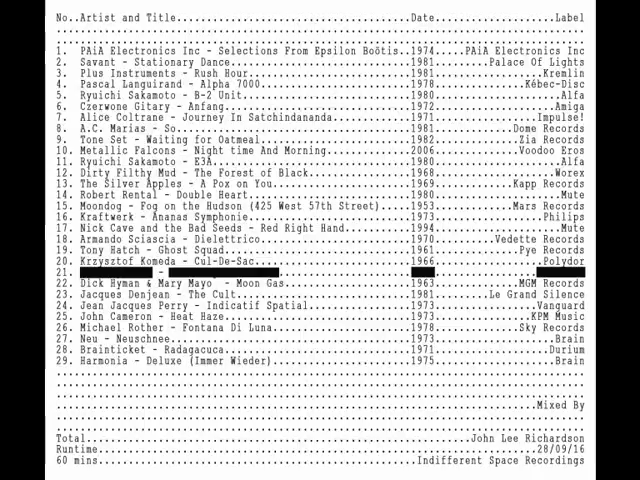 No..Artist and Title.......................................Date....................Label
1. PAiA Electronics Inc - Selections From Epsilon Boötis..1974.....PAiA Electronics Inc
2. Savant - Stationary Dance..............................1981.........Palace Of Lights
3. Plus Instruments - Rush Hour...........................1981..................Kremlin
4. Pascal Languirand - Alpha 7000.........................1978...............Kébec-Disc
5. Ryuichi Sakamoto - B-2 Unit............................1980.....................Alfa
6. Czerwone Gitary - Anfang...............................1972....................Amiga
7. Alice Coltrane - Journey In Satchindananda.............1971.................Impulse!
8. A.C. Marias - So.......................................1981.............Dome Records
9. Tone Set - Waiting for Oatmeal.........................1982..............Zia Records
10. Metallic Falcons - Night time And Morning.............2006..............Voodoo Eros
11. Ryuichi Sakamoto - E3A................................1980.....................Alfa
12. Dirty Filthy Mud - The Forest of Black................1968....................Worex
13. The Silver Apples - A Pox on You......................1969.............Kapp Records
14. Robert Rental - Double Heart..........................1980.....................Mute
15. Moondog - Fog on the Hudson (425 West 57th Street)....1953.............Mars Records
16. Kraftwerk - Ananas Symphonie..........................1973..................Philips
17. Nick Cave and the Bad Seeds - Red Right Hand..........1994.....................Mute
18. Armando Sciascia - Dielettrico........................1970..........Vedette Records
19. Tony Hatch - Ghost Squad..............................1961..............Pye Records
20. Krzysztof Komeda - Cul-De-Sac.........................1966..................Polydor
21. -
22. Dick Hyman & Mary Mayo - Moon Gas.....................1963..............MGM Records
23. Jacques Denjean - The Cult............................1981.........Le Grand Silence
24. Jean Jacques Perry - Indicatif Spatial................1973.................Vanguard
25. John Cameron - Heat Haze..............................1973................KPM Music
26. Michael Rother - Fontana Di Luna......................1978..............Sky Records
27. Neu - Neuschnee.......................................1973....................Brain
28. Brainticket - Radagacuca..............................1971...................Durium
29. Harmonia - Deluxe (Immer Wieder)......................1975....................Brain
Mixed By
Total......................................................John Lee Richardson
Runtime....................................................28/09/16
60 mins....................................................Indifferent Space Recordings